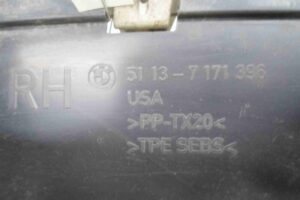 RH 51 13- 7 171 396
USA
>PP-TX20<
>TPE SEBS<